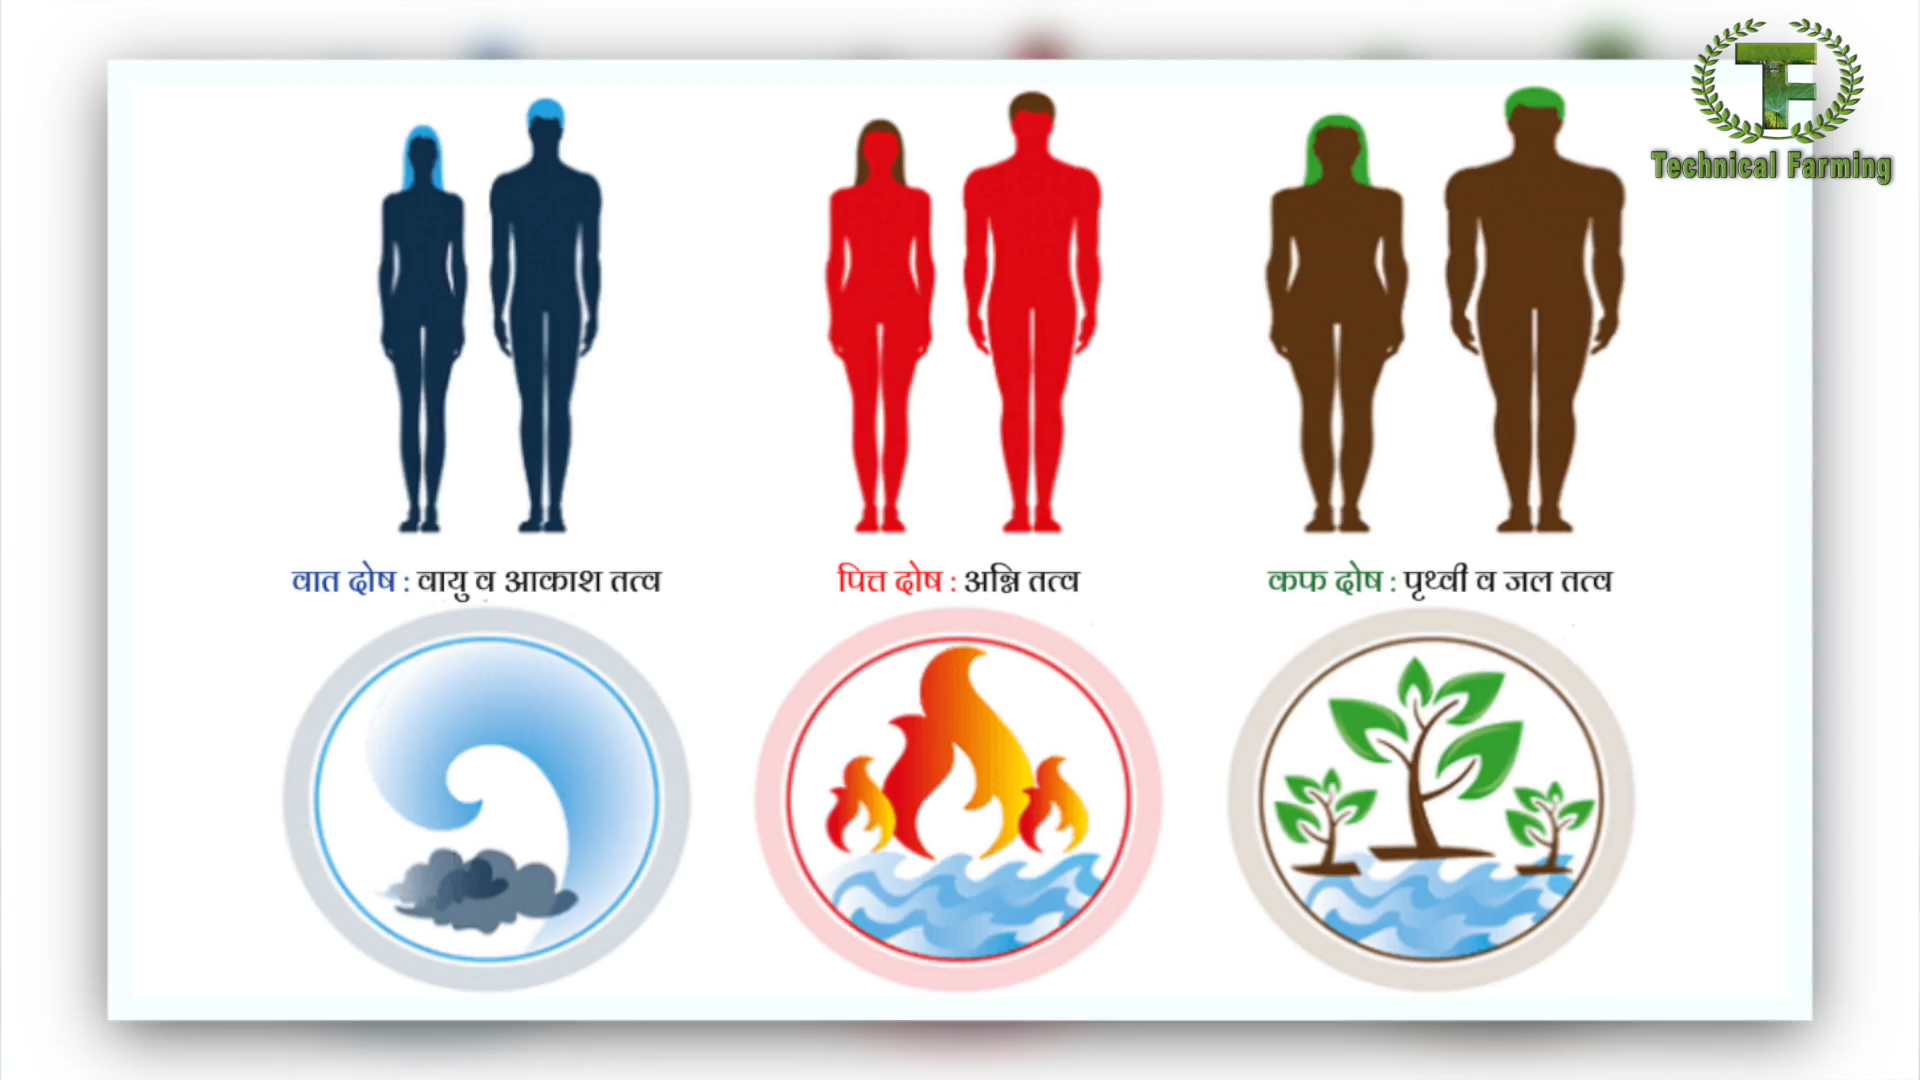 Technical Farming
वात दोष : वायु व आकाश तत्व
पित्त दोष : अग्नि तत्व
कफ दोष : पृथ्वी व जल तत्व